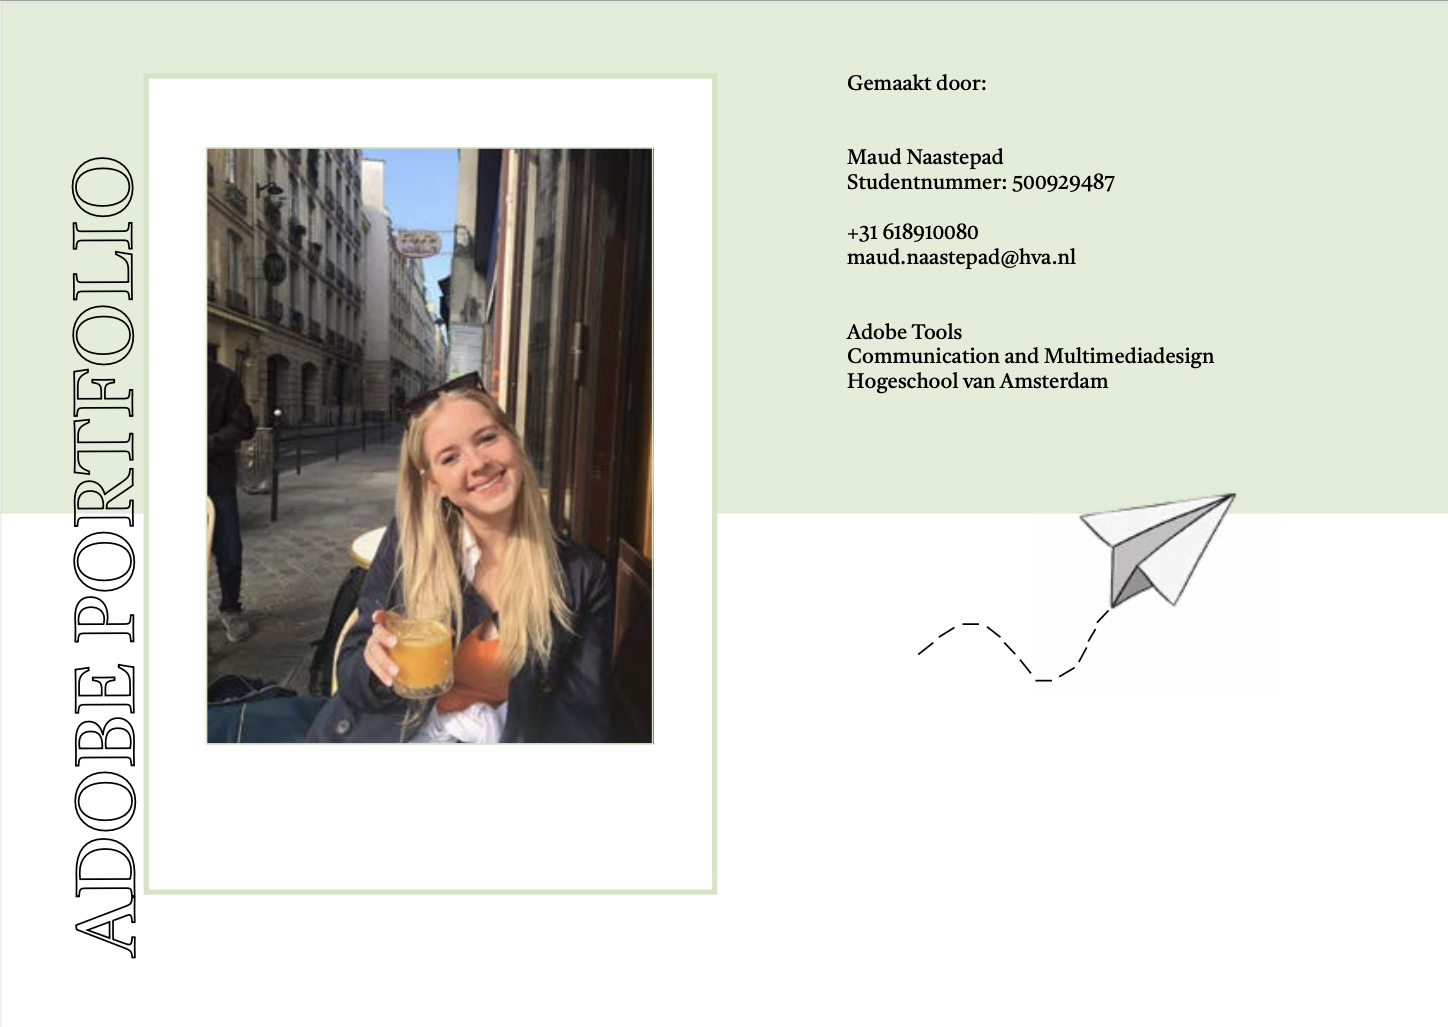 ADOBE PORTFOLIO
Gemaakt door:
Maud Naastepad
Studentnummer: 500929487
+31 618910080
maud.naastepad@hva.nl
Adobe Tools
Communication and Multimediadesign
Hogeschool van Amsterdam